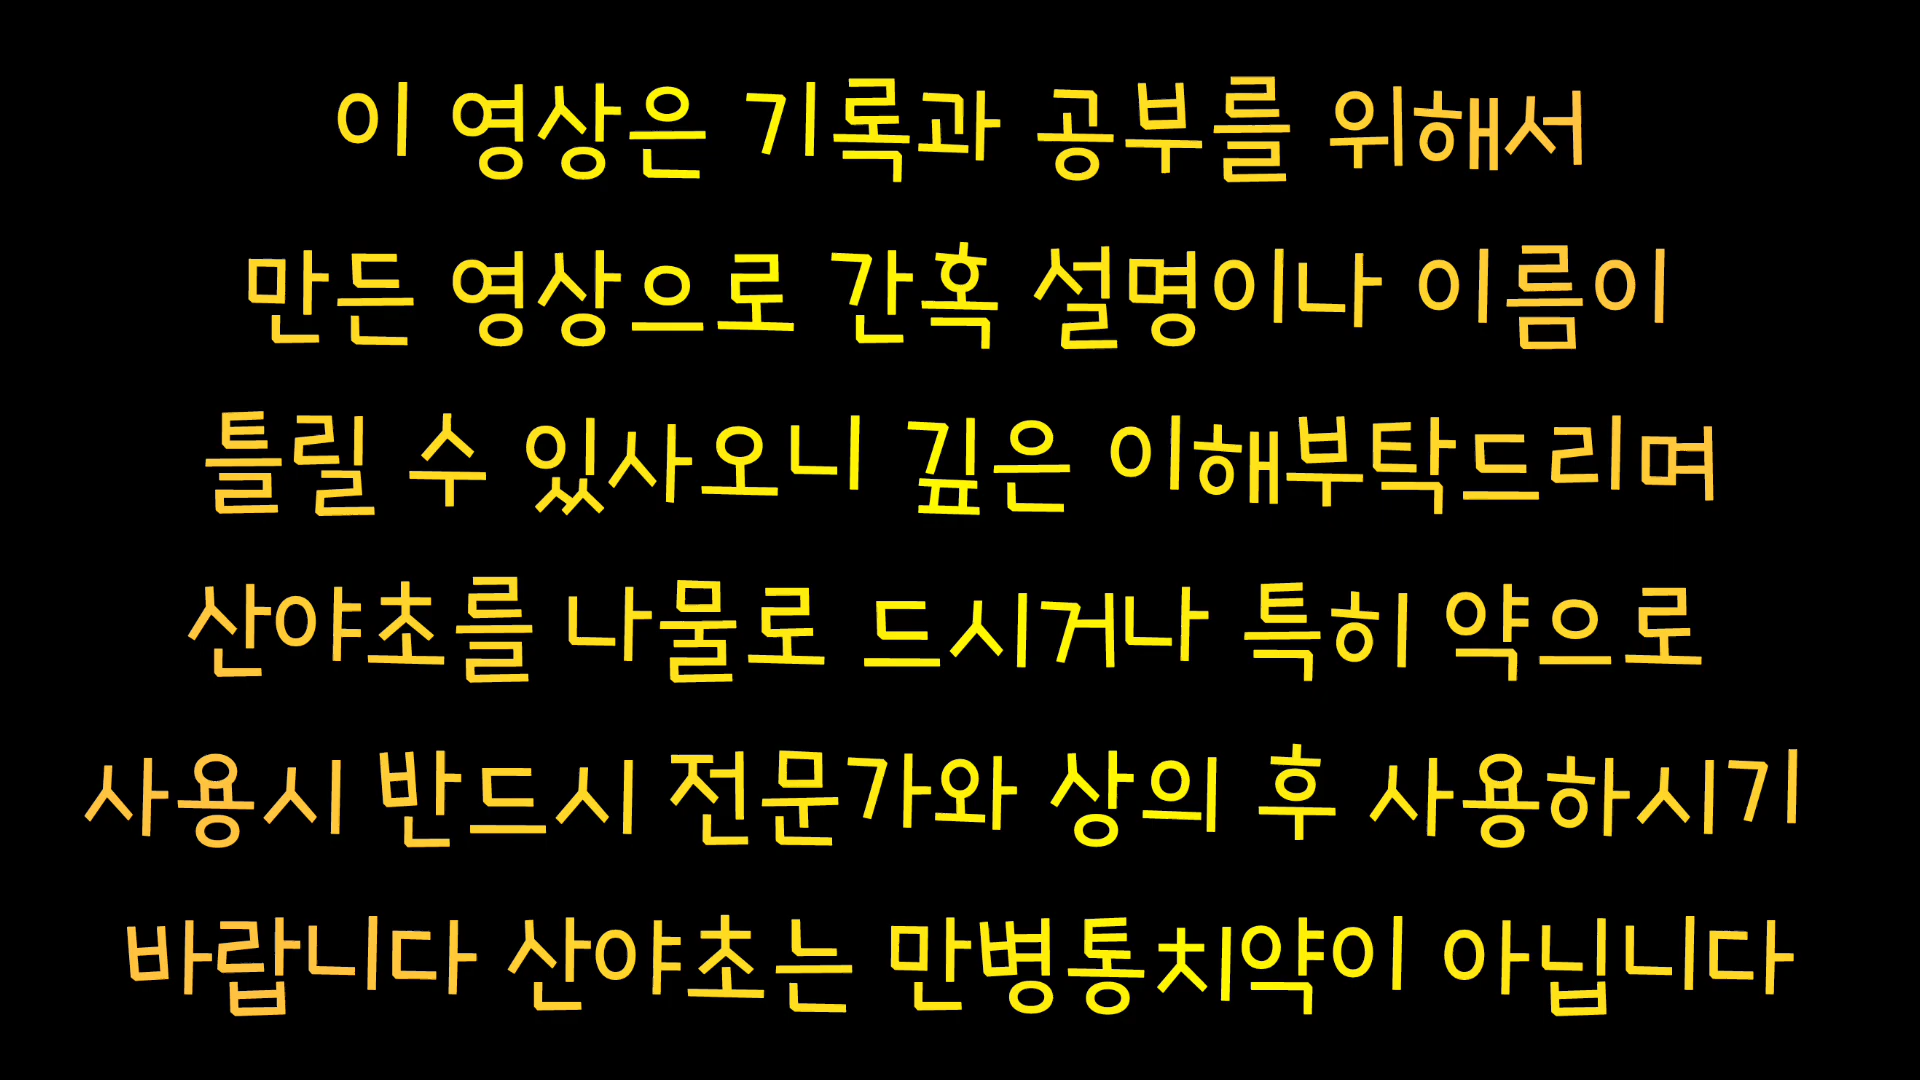 이 영상은 기록과 공부를 위해서
만든 영상으로 간혹 설명이나 이름이
틀릴 수 있사오니 깊은 이해부탁드리며
산야초를 나물로 드시거나 특히 약으로
사용시 반드시 전문가와 상의 후 사용하시기
바랍니다 산야초는 만병통치약이 아닙니다